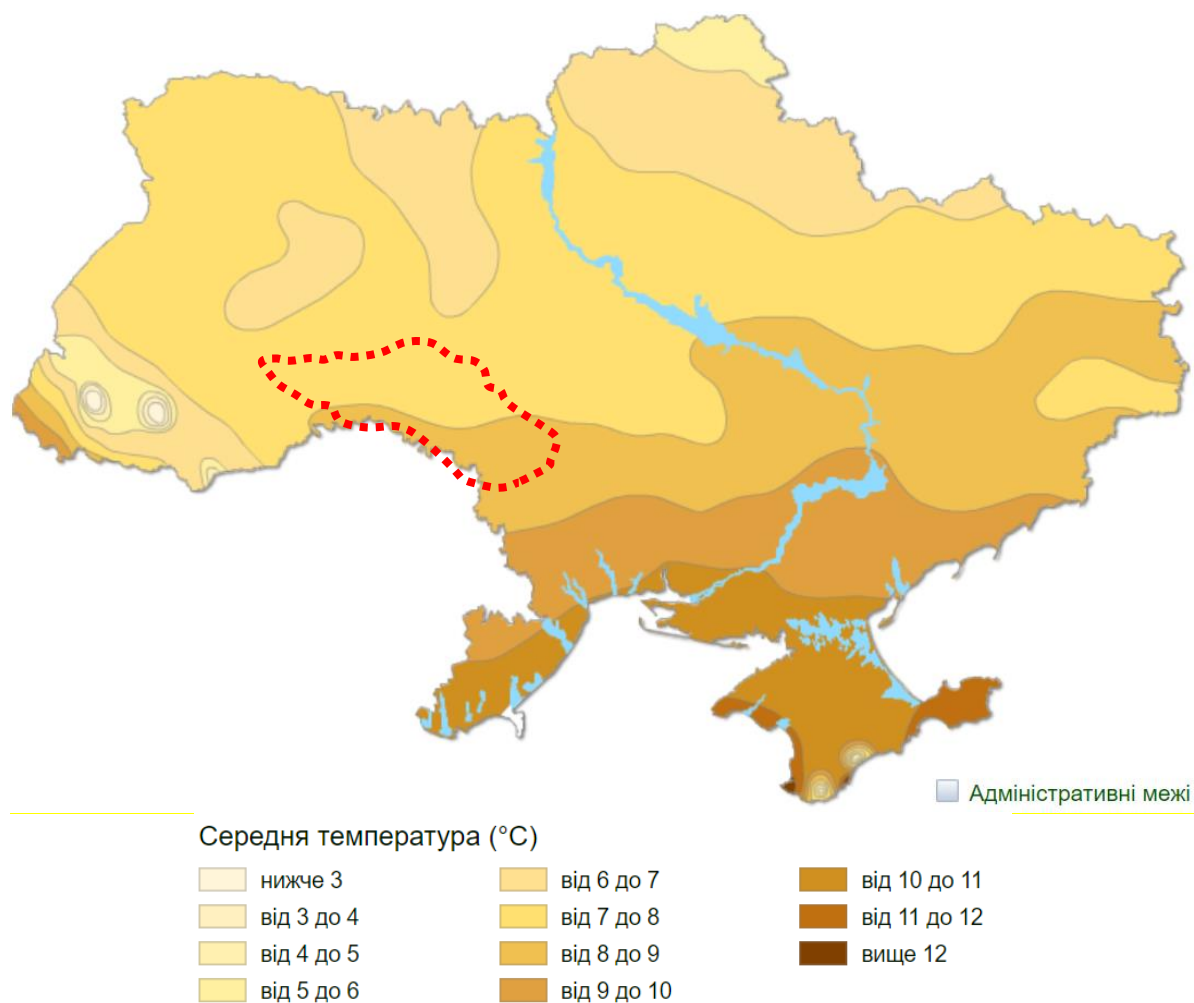 Адміністративні межі
Середня температура (°C)
нижче 3
від 3 до 4
від 4 до 5
від 5 до 6
від 6 до 7
від 7 до 8
від 8 до 9
від 9 до 10
від 10 до 11
від 11 до 12
вище 12